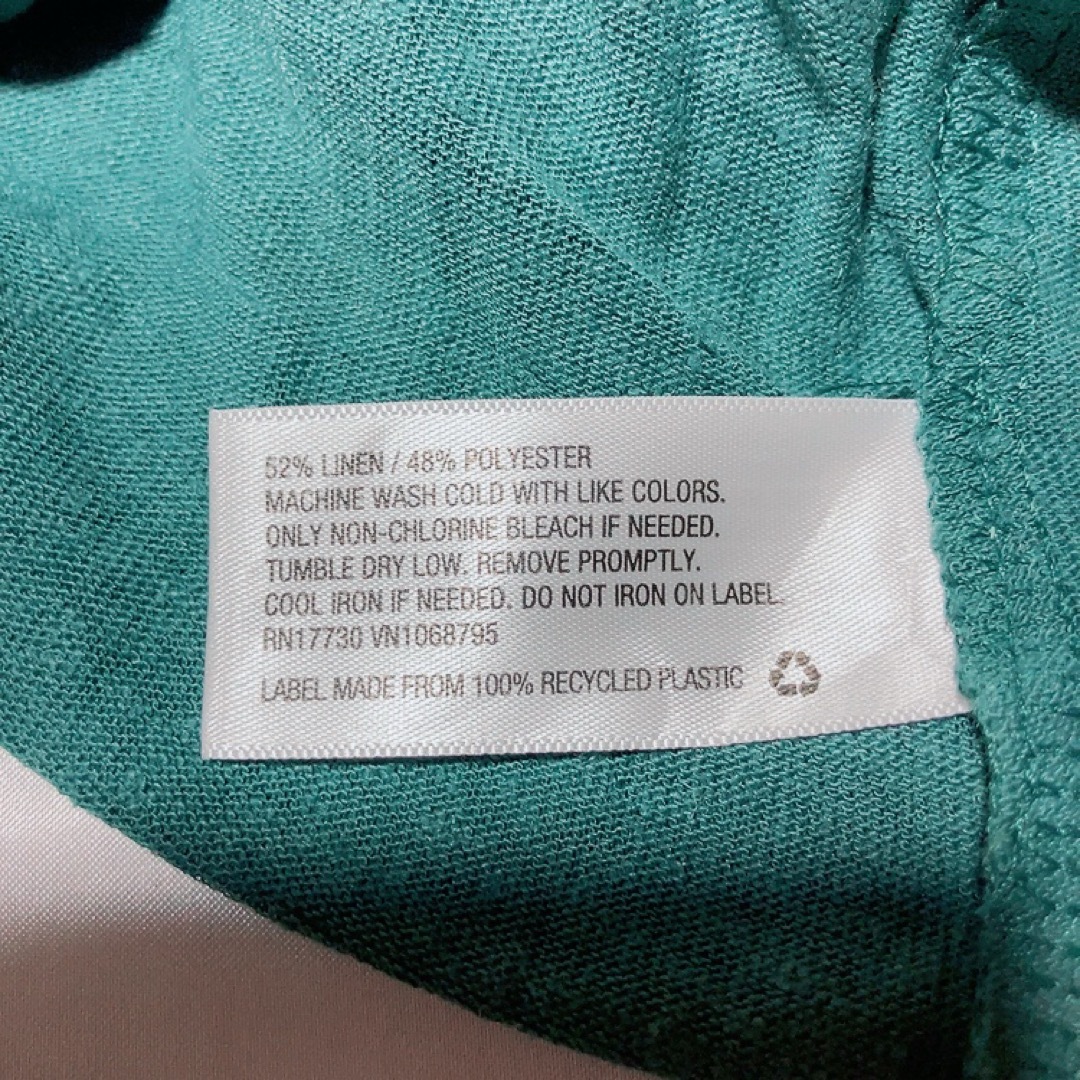 52% LINEN / 48% POLYESTER
MACHINE WASH COLD WITH LIKE COLORS.
ONLY NON-CHLORINE BLEACH IF NEEDED.
TUMBLE DRY LOW. REMOVE PROMPTLY.
COOL IRON IF NEEDED. DO NOT IRON ON LABEL.
RN17730 VN1068795
LABEL MADE FROM 100% RECYCLED PLASTIC